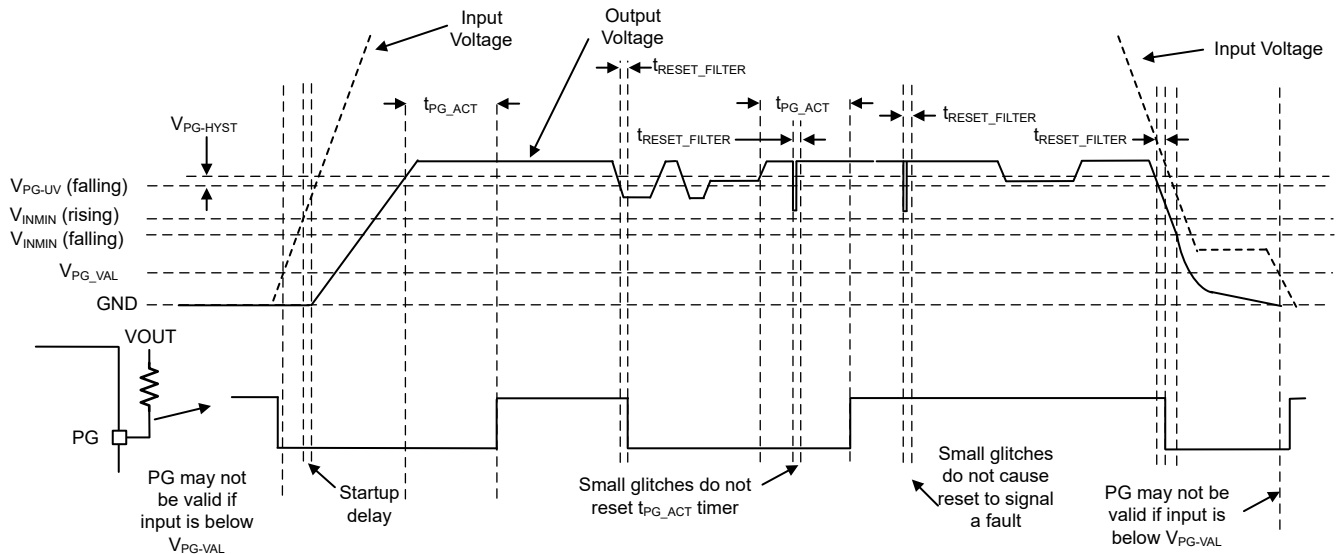 Input
Voltage
Output
Voltage
Input Voltage
tRESET_FILTER
tPG_ACT
tPG_ACT
tRESET_FILTER
tRESET_FILTER
tRESET_FILTER
VPG-HYST
VPG-UV (falling)
VINMIN (rising)
VINMIN (falling)
VPG_VAL
GND
VOUT
PG
PG may not
be valid if
input is below
VPG-VAL
Startup
delay
Small glitches do not
reset tPG_ACT timer
Small glitches
do not cause
reset to signal
a fault
PG may not be
valid if input is
below VPG-VAL